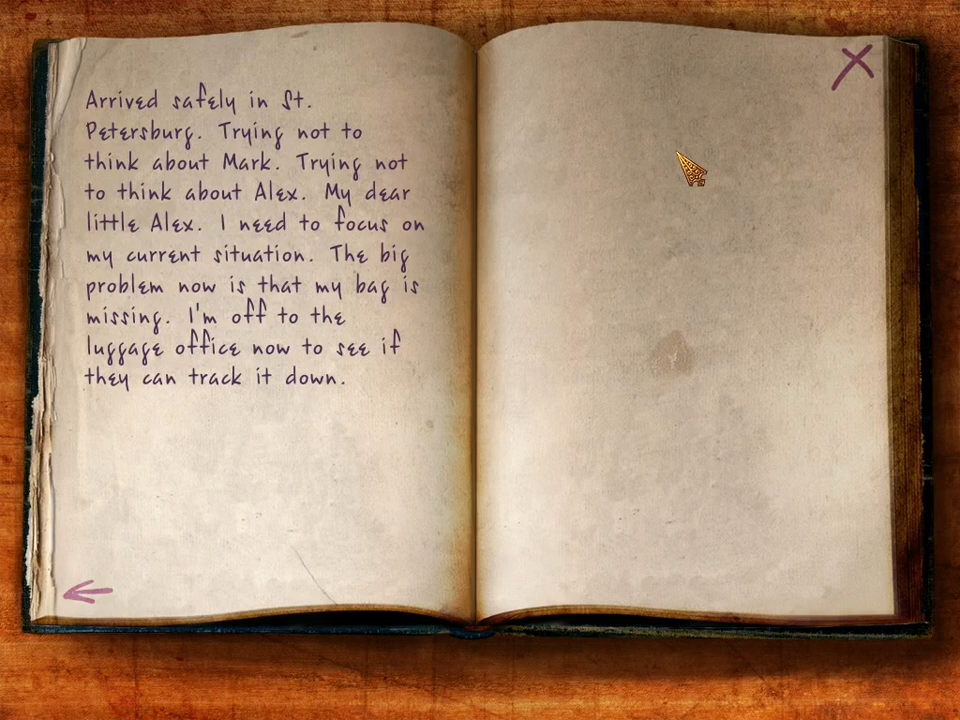 Arrived safely in St.
Petersburg. Trying not to
think about Mark. Trying not
to think about Alex. My dear
little Alex. I need to focus on
my current situation. The big
problem now is that my bag is
missing. I'm off to the
luggage office now to see if
they can track it down.